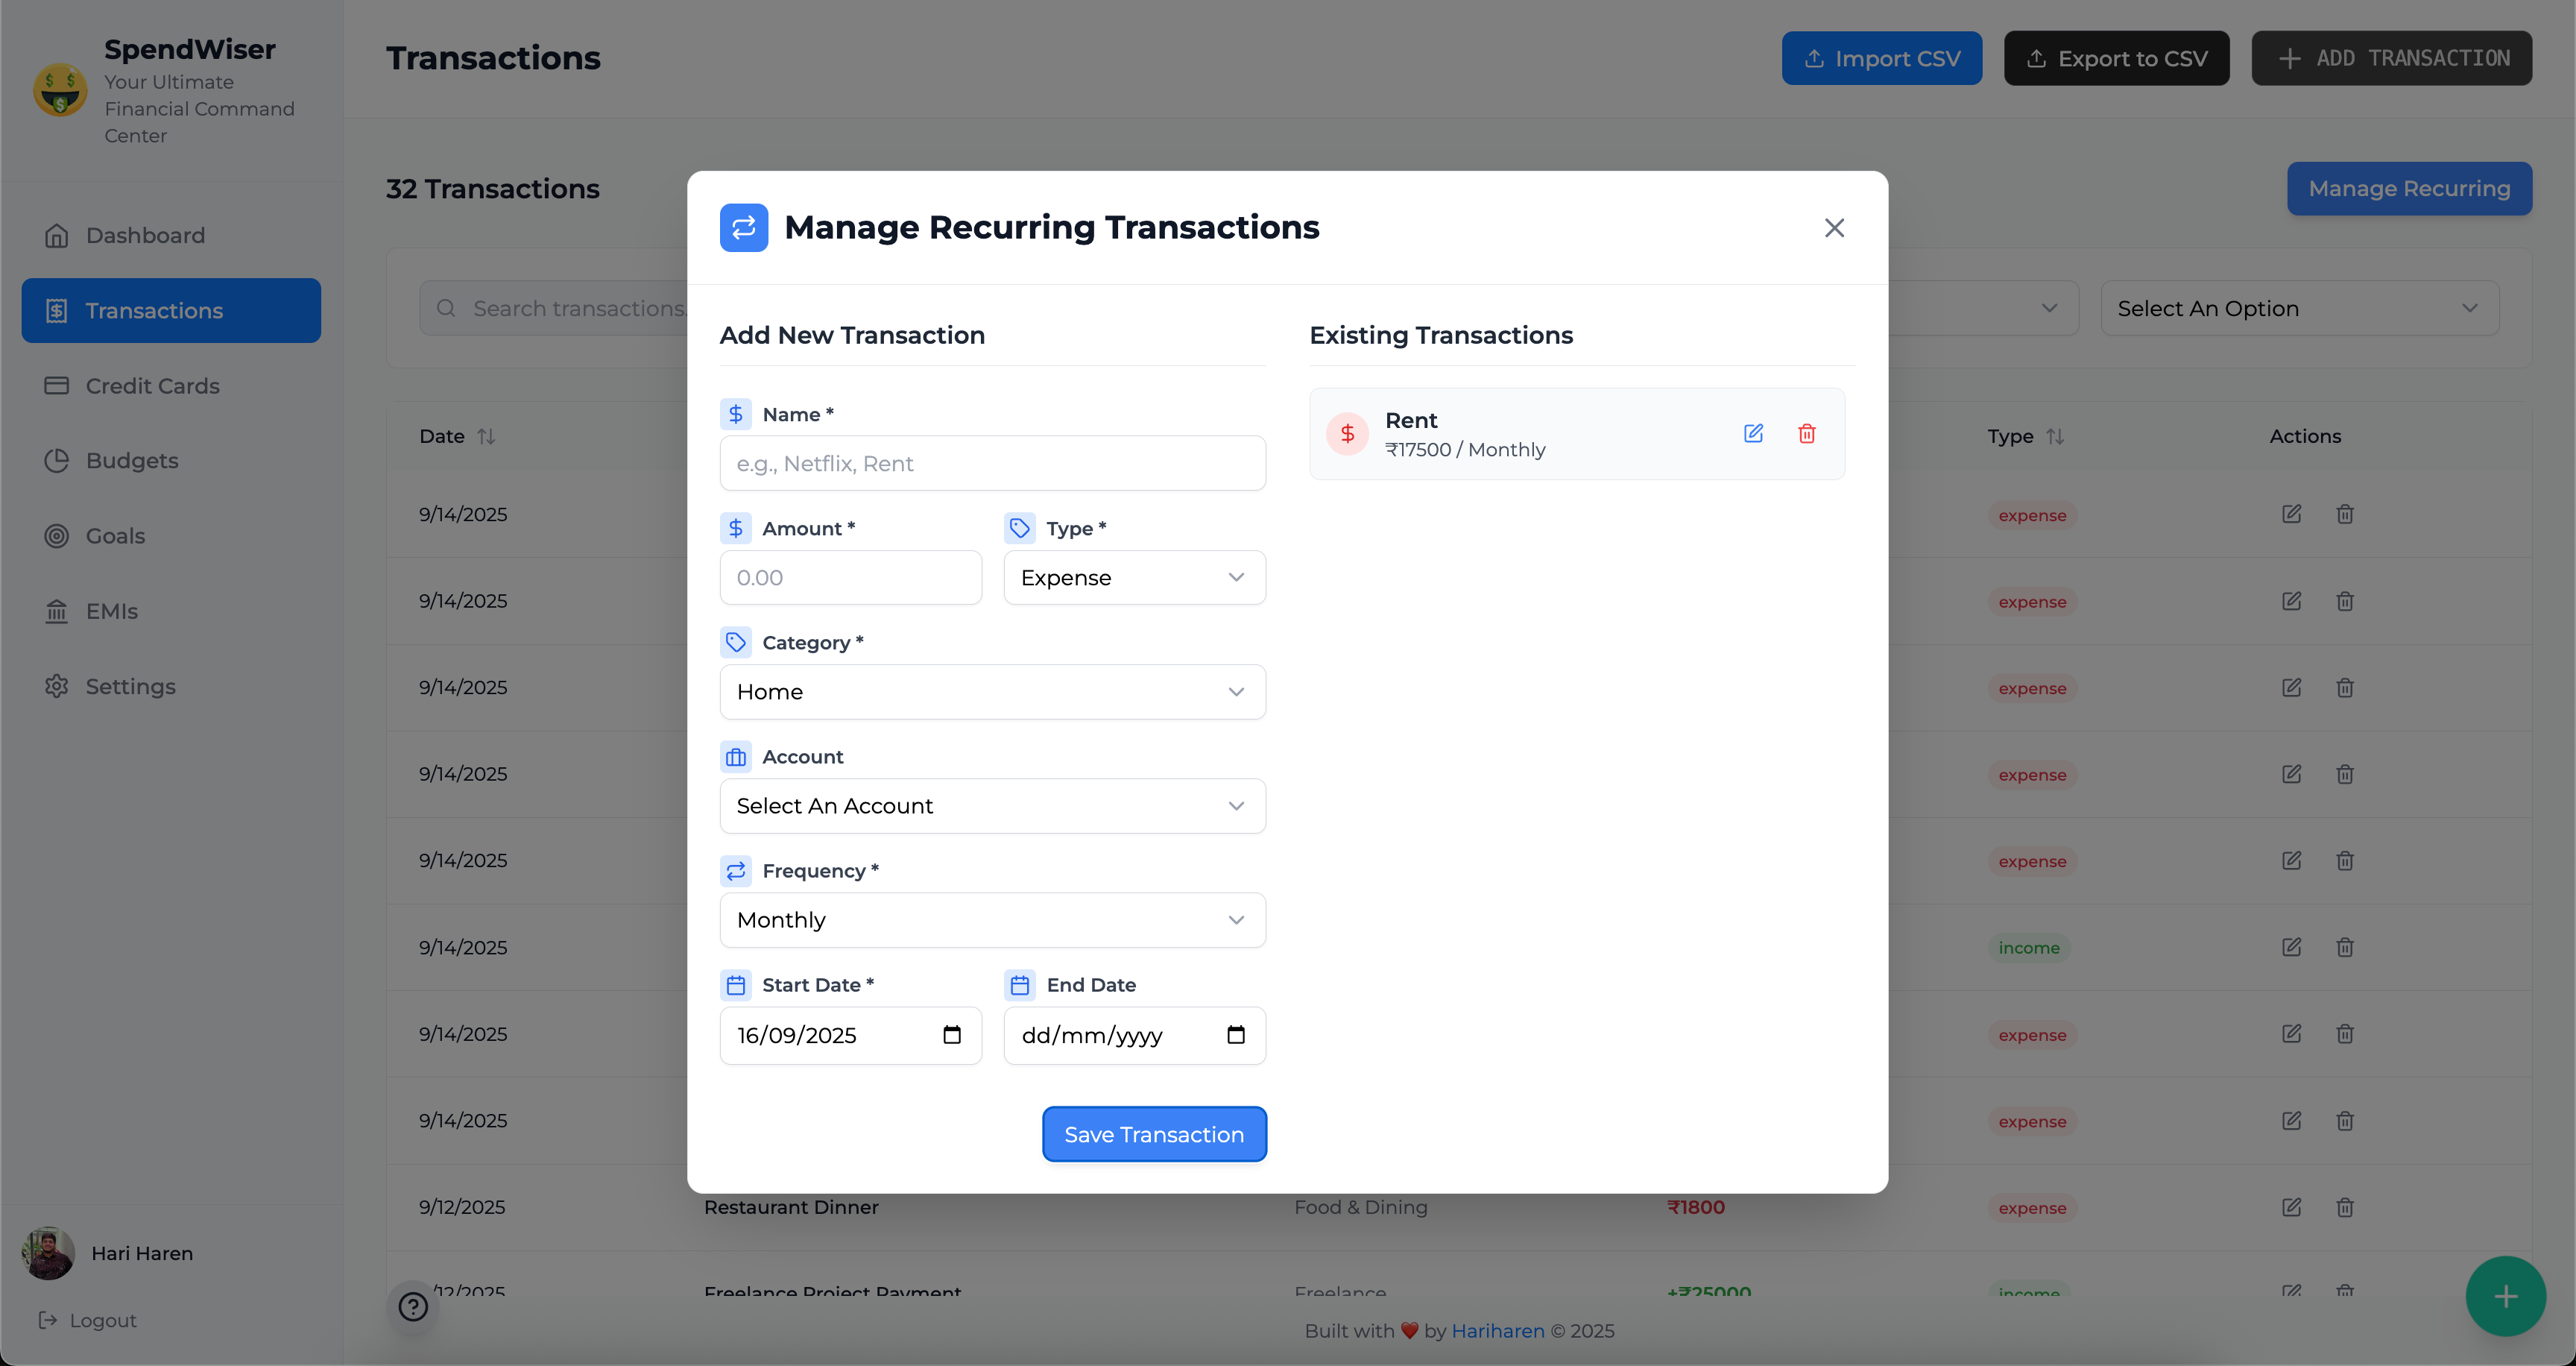 SpendWiser
Your Ultimate
Financial Command
Center
Dashboard
Transactions
Credit Cards
Budgets
Goals
EMIs
Settings
Hari Haren
Logout
Transactions
Import CSV
Export to CSV
ADD TRANSACTION
32 Transactions
Manage Recurring
Search transactions.
Select An Option
Date
Type
Actions
9/14/2025
expense
9/14/2025
expense
9/14/2025
expense
9/14/2025
expense
9/14/2025
expense
9/14/2025
income
9/14/2025
expense
9/14/2025
expense
9/12/2025 Restaurant Dinner Food & Dining ₹1800 expense
/12/2025 Freelance Project Payment Freelance +₹25000 income
Manage Recurring Transactions
Add New Transaction
$ Name *
e.g., Netflix, Rent
$ Amount *
0.00
Type *
Expense
Category *
Home
Account
Select An Account
Frequency *
Monthly
Start Date *
16/09/2025
End Date
dd/mm/yyyy
Save Transaction
Existing Transactions
$ Rent
₹17500 / Monthly
Built with ❤️ by Hariharen © 2025